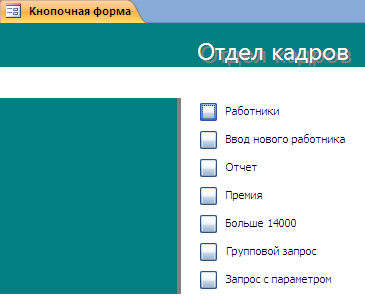 Кнопочная форма
Отдел кадров
Работники
Ввод нового работника
Отчет
Премия
Больше 14000
Групповой запрос
Запрос с параметром